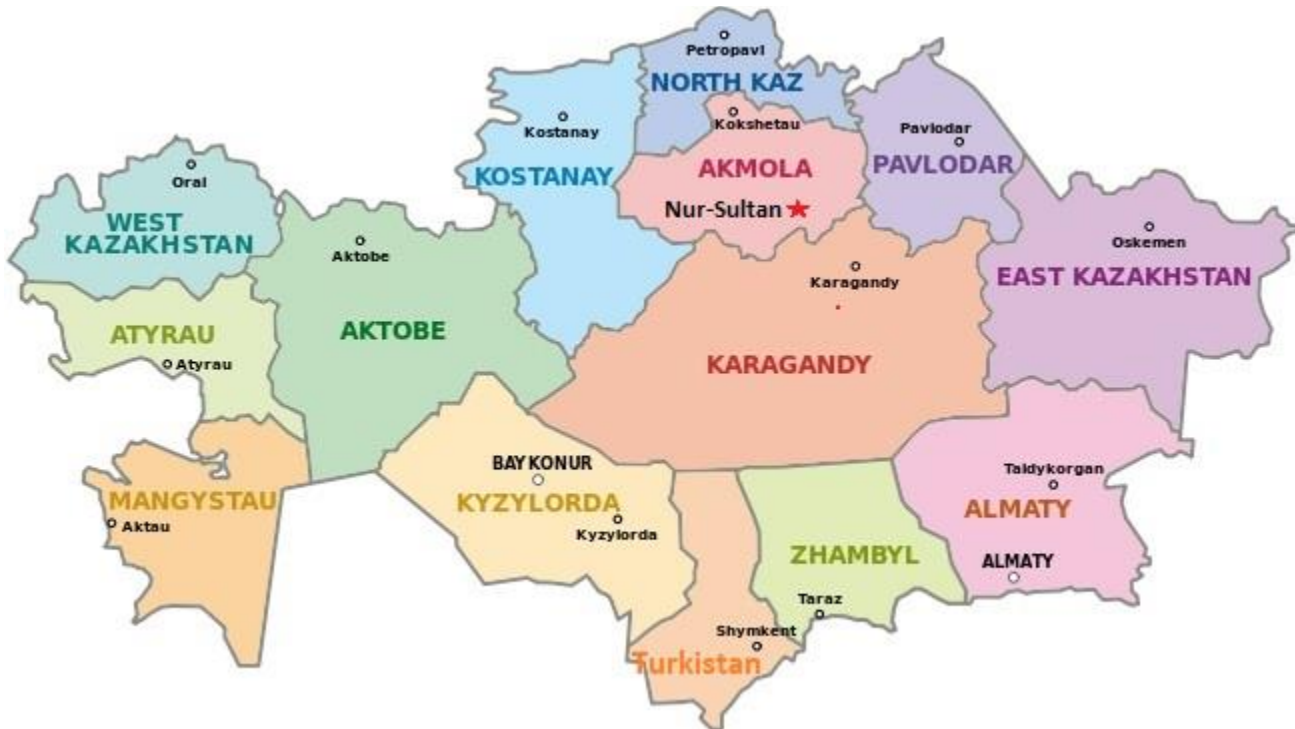 Petropavl
NORTH KAZ
Kostanay
Kokshetau
Pavlodar
PAVLODAR
KOSTANAY
AKMOLA
Nur-Sultan
Oral
WEST
KAZAKHSTAN
Aktobe
AKTOBE
Oskemen
EAST KAZAKHSTAN
Karagandy
KARAGANDY
ATYRAU
Atyrau
MANGYSTAU
Aktau
BAYKONUR
KYZYLORDA
Kyzylorda
Taldykorgan
ALMATY
ALMATY
ZHAMBYL
Taraz
Shymkent
Turkistan